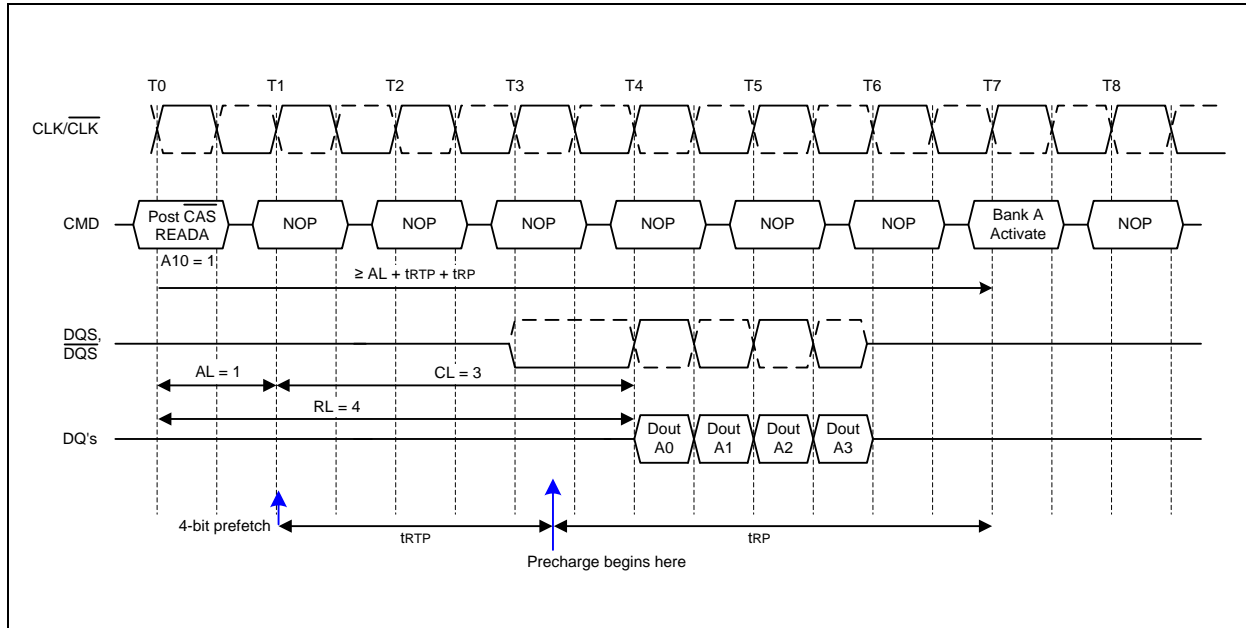 T0 T1 T2 T3 T4 T5 T6 T7 T8
CLK/CLK
CMD
Post CAS
READA
NOP NOP NOP NOP NOP NOP
Bank A
Activate
NOP
A10 = 1
≥ AL + tRTP + tRP
DQS,
DQS
AL = 1
CL = 3
RL = 4
DQ's
Dout
A0
Dout
A1
Dout
A2
Dout
A3
4-bit prefetch
tRTP
tRP
Precharge begins here